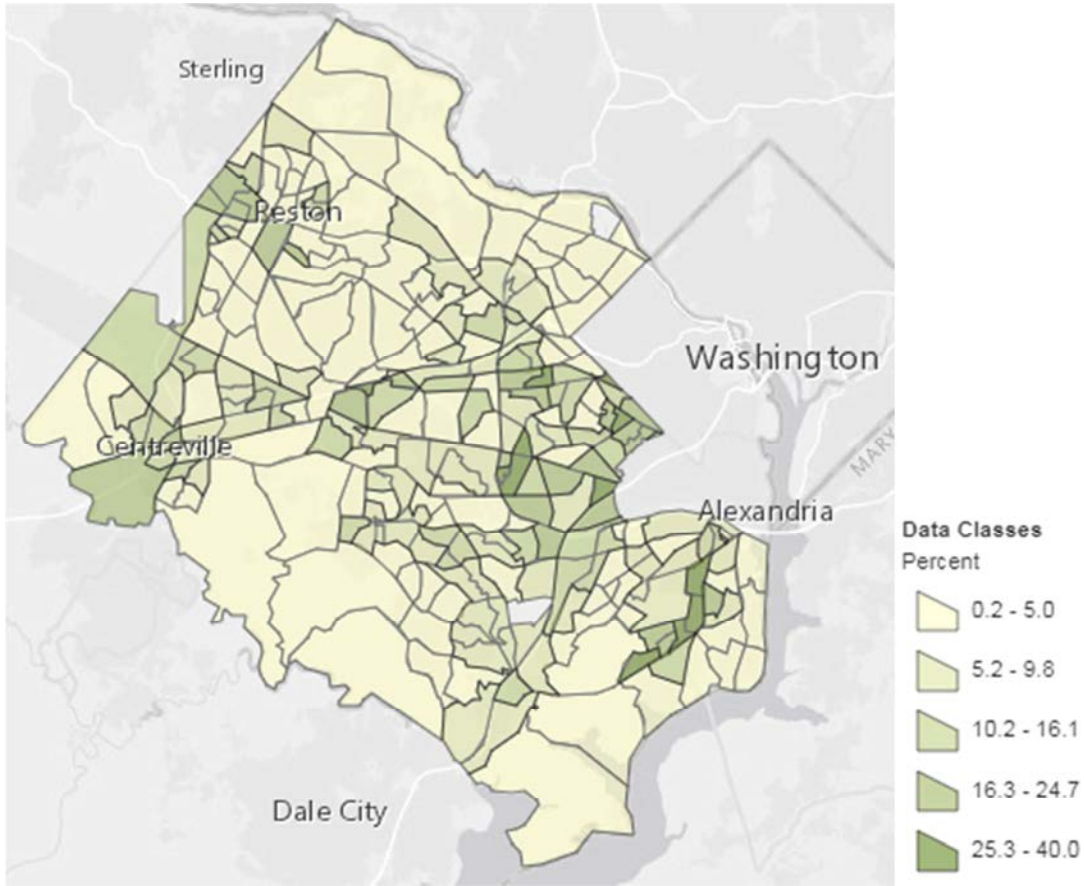 Sterling
Reston
Washington
Centreville
MARY
Alexandria
Dale City
Data Classes
Percent
0.2 - 5.0
5.2 - 9.8
10.2 - 16.1
16.3 - 24.7
25.3 - 40.0